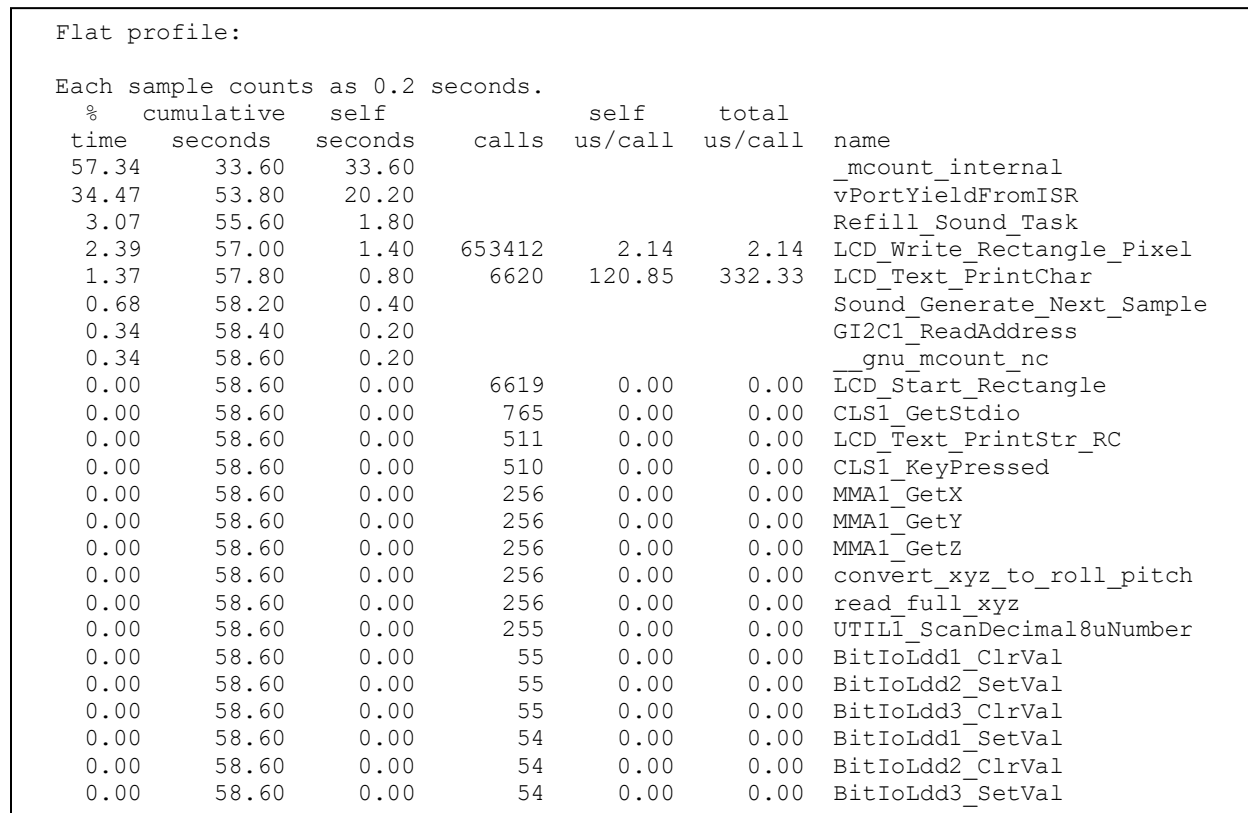 Flat profile:
Each sample counts as 0.2 seconds.
% cumulative self self total
time seconds seconds calls us/call us/call name
57.34 33.60 33.60 _mcount_internal
34.47 53.80 20.20 vPortYieldFromISR
3.07 55.60 1.80 Refill_Sound_Task
2.39 57.00 1.40 653412 2.14 2.14 LCD_Write_Rectangle_Pixel
1.37 57.80 0.80 6620 120.85 332.33 LCD_Text_PrintChar
0.68 58.20 0.40 Sound_Generate_Next_Sample
0.34 58.40 0.20 GI2C1_ReadAddress
0.34 58.60 0.20 __gnu_mcount_nc
0.00 58.60 0.00 6619 0.00 0.00 LCD_Start_Rectangle
0.00 58.60 0.00 765 0.00 0.00 CLS1_GetStdio
0.00 58.60 0.00 511 0.00 0.00 LCD_Text_PrintStr_RC
0.00 58.60 0.00 510 0.00 0.00 CLS1_KeyPressed
0.00 58.60 0.00 256 0.00 0.00 MMA1_GetX
0.00 58.60 0.00 256 0.00 0.00 MMA1_GetY
0.00 58.60 0.00 256 0.00 0.00 MMA1_GetZ
0.00 58.60 0.00 256 0.00 0.00 convert_xyz_to_roll_pitch
0.00 58.60 0.00 256 0.00 0.00 read_full_xyz
0.00 58.60 0.00 255 0.00 0.00 UTIL1_ScanDecimal8uNumber
0.00 58.60 0.00 55 0.00 0.00 BitIoLdd1_ClrVal
0.00 58.60 0.00 55 0.00 0.00 BitIoLdd2_SetVal
0.00 58.60 0.00 55 0.00 0.00 BitIoLdd3_ClrVal
0.00 58.60 0.00 54 0.00 0.00 BitIoLdd1_SetVal
0.00 58.60 0.00 54 0.00 0.00 BitIoLdd2_ClrVal
0.00 58.60 0.00 54 0.00 0.00 BitIoLdd3_SetVal